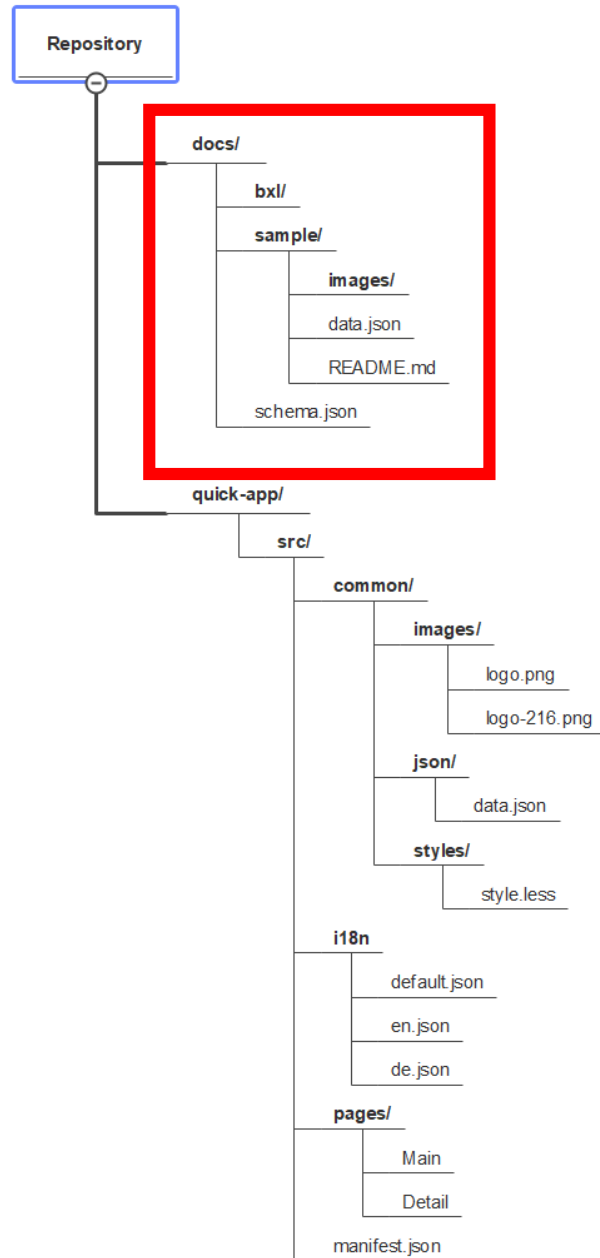 Repository
docs/
bxl/
sample/
images/
data.json
README.md
schema.json
quick-app/
src/
common/
images/
logo.png
logo-216.png
json/
data.json
styles/
style.less
i18n
default.json
en.json
de.json
pages/
Main
Detail
manifest.json